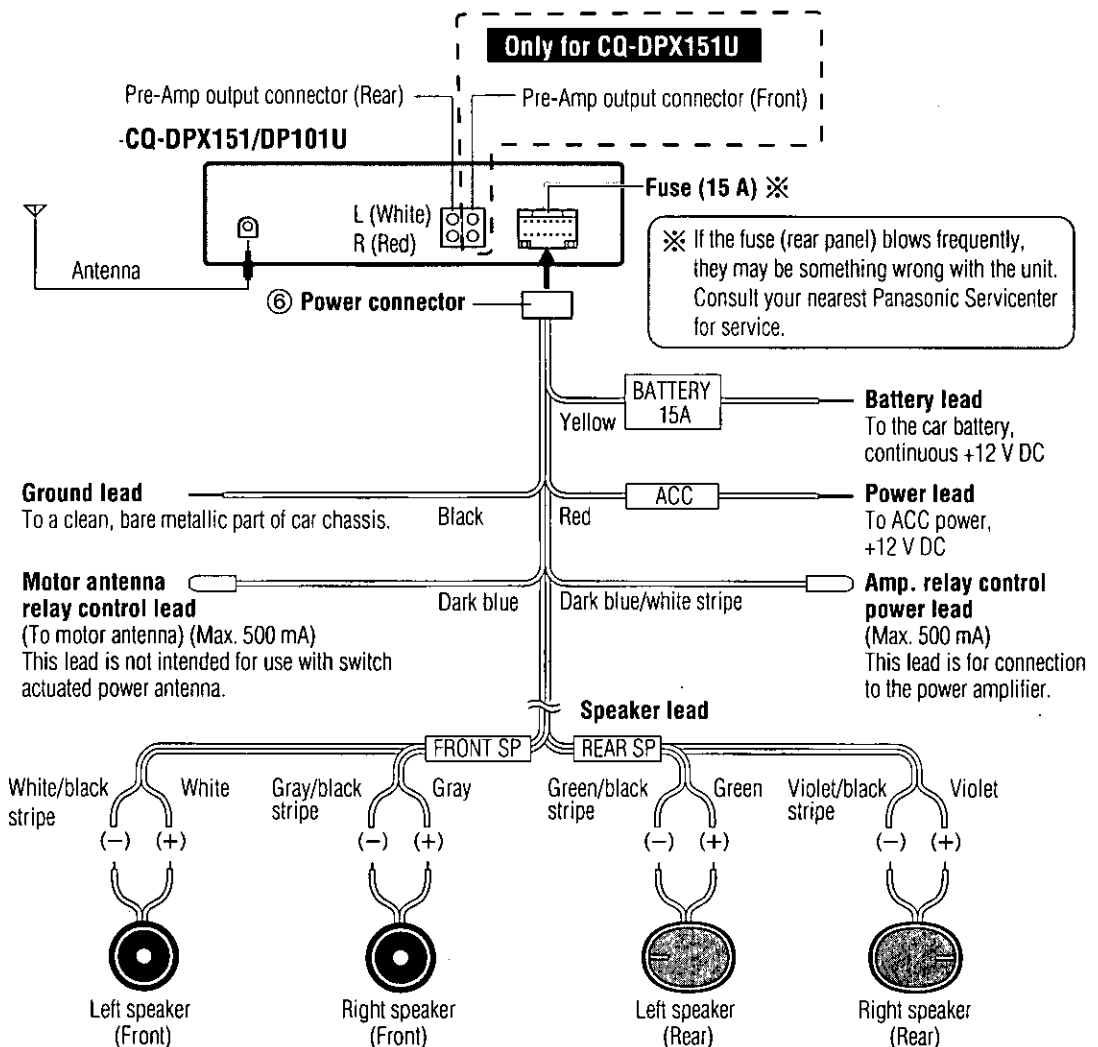 Only for CQ-DPX151U
Pre-Amp output connector (Rear)
Pre-Amp output connector (Front)
-CQ-DPX151/DP101U
Fuse (15 A) ※
L (White)
R (Red)
Antenna
※ If the fuse (rear panel) blows frequently,
they may be something wrong with the unit.
Consult your nearest Panasonic Servicenter
for service.
⑥ Power connector
BATTERY
15A
Yellow
Battery lead
To the car battery,
continuous +12 V DC
Ground lead
To a clean, bare metallic part of car chassis.
Black
Red
ACC
Power lead
To ACC power,
+12 V DC
Motor antenna
relay control lead
(To motor antenna) (Max. 500 mA)
This lead is not intended for use with switch
actuated power antenna.
Dark blue
Dark blue/white stripe
Amp. relay control
power lead
(Max. 500 mA)
This lead is for connection
to the power amplifier.
Speaker lead
FRONT SP
REAR SP
White/black
stripe
White
Gray/black
stripe
Gray
Green/black
stripe
Green
Violet/black
stripe
Violet
(−) (+)
(−) (+)
(−) (+)
(−) (+)
Left speaker
(Front)
Right speaker
(Front)
Left speaker
(Rear)
Right speaker
(Rear)